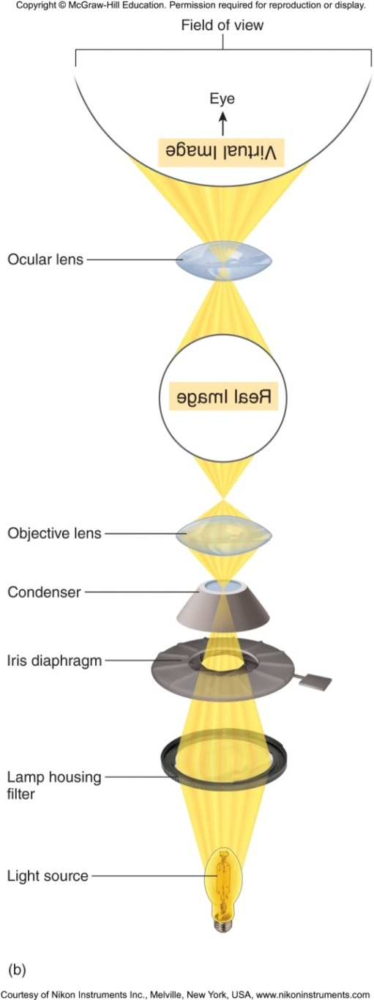 Copyright © McGraw-Hill Education. Permission required for reproduction or display.
Field of view
Eye
Virtual Image
Ocular lens
Real Image
Objective lens
Condenser
Iris diaphragm
Lamp housing
filter
Light source
(b)
Courtesy of Nikon Instruments Inc., Melville, New York, USA, www.nikoninstruments.com